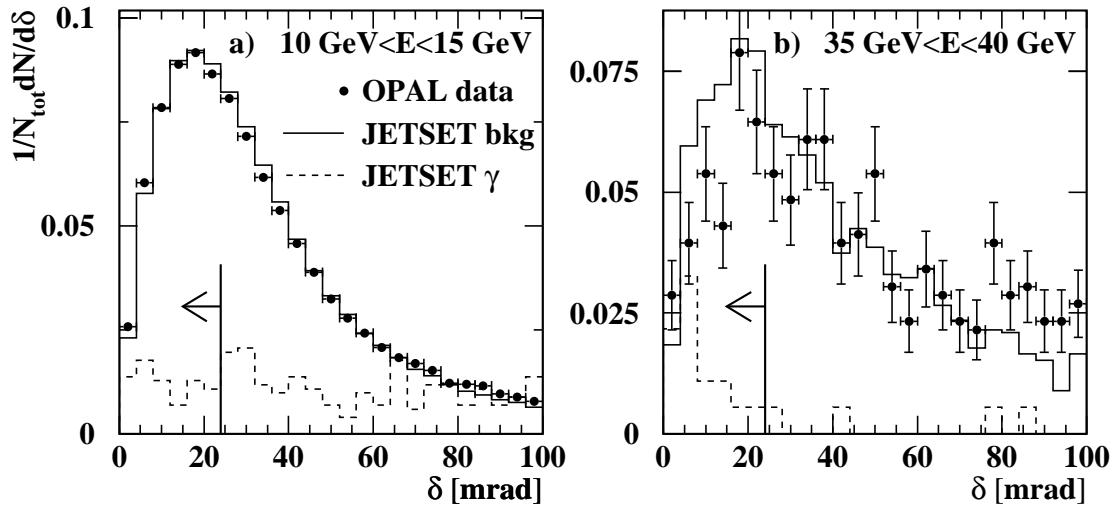 1/N_tot dN/dδ
0.1
0.05
0
a) 10 GeV<E<15 GeV
OPAL data
JETSET bkg
JETSET γ
0 20 40 60 80 100
δ [mrad]
0.075
0.05
0.025
0
b) 35 GeV<E<40 GeV
0 20 40 60 80 100
δ [mrad]